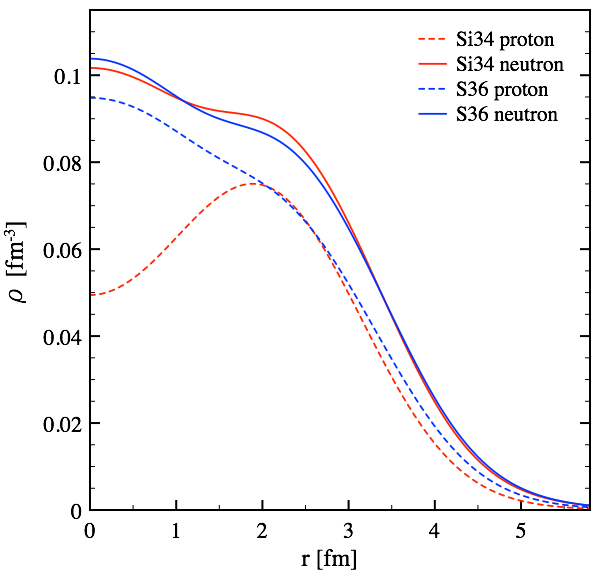 Si34 proton
Si34 neutron
S36 proton
S36 neutron
0.1
0.08
0.06
0.04
0.02
0
ρ [fm-3]
0 1 2 3 4 5
r [fm]